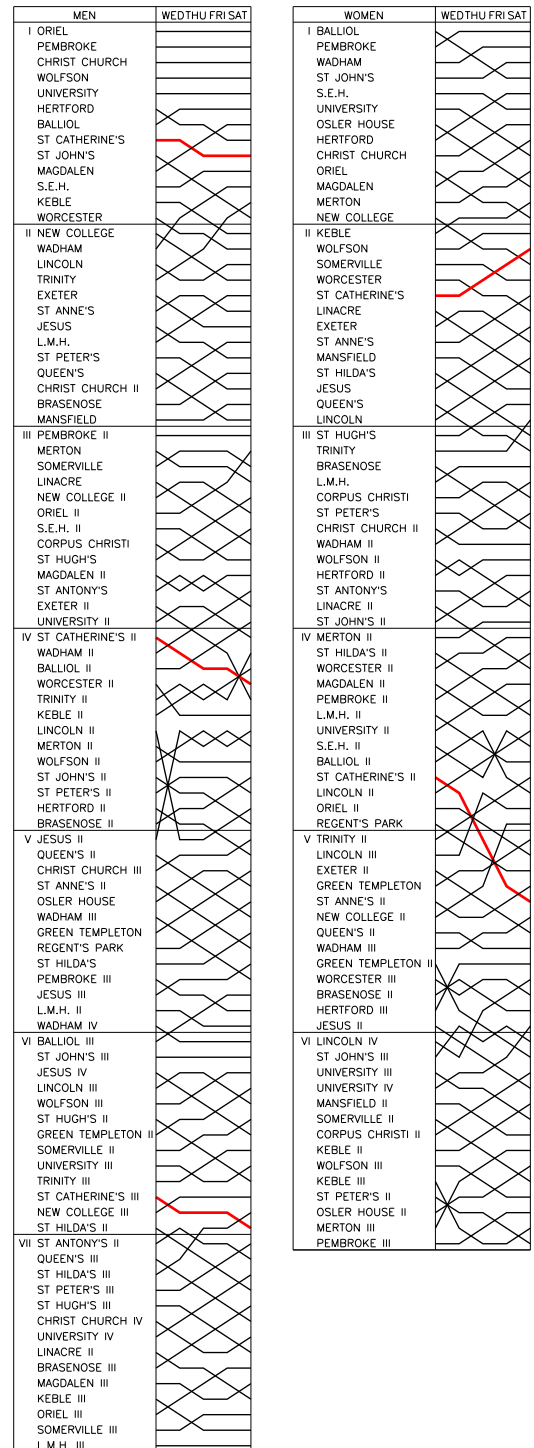 MEN WED THU FRI SAT
I ORIEL
PEMBROKE
CHRIST CHURCH
WOLFSON
UNIVERSITY
HERTFORD
BALLIOL
ST CATHERINE'S
ST JOHN'S
MAGDALEN
S.E.H.
KEBLE
WORCESTER
II NEW COLLEGE
WADHAM
LINCOLN
TRINITY
EXETER
ST ANNE'S
JESUS
L.M.H.
ST PETER'S
QUEEN'S
CHRIST CHURCH II
BRASENOSE
MANSFIELD
III PEMBROKE II
MERTON
SOMERVILLE
LINACRE
NEW COLLEGE II
ORIEL II
S.E.H. II
CORPUS CHRISTI
ST HUGH'S
MAGDALEN II
ST ANTONY'S
EXETER II
UNIVERSITY II
IV ST CATHERINE'S II
WADHAM II
BALLIOL II
WORCESTER II
TRINITY II
KEBLE II
LINCOLN II
MERTON II
WOLFSON II
ST JOHN'S II
ST PETER'S II
HERTFORD II
BRASENOSE II
V JESUS II
QUEEN'S II
CHRIST CHURCH III
ST ANNE'S II
OSLER HOUSE
WADHAM III
GREEN TEMPLETON
REGENT'S PARK
ST HILDA'S
PEMBROKE III
JESUS III
L.M.H. II
WADHAM IV
VI BALLIOL III
ST JOHN'S III
JESUS IV
LINCOLN III
WOLFSON III
ST HUGH'S II
GREEN TEMPLETON II
SOMERVILLE II
UNIVERSITY III
TRINITY III
ST CATHERINE'S III
NEW COLLEGE III
ST HILDA'S II
VII ST ANTONY'S II
QUEEN'S III
ST HILDA'S III
ST PETER'S III
ST HUGH'S III
CHRIST CHURCH IV
UNIVERSITY IV
LINACRE II
BRASENOSE III
MAGDALEN III
KEBLE III
ORIEL III
SOMERVILLE III
L.M.H. III
WOMEN WED THU FRI SAT
I BALLIOL
PEMBROKE
WADHAM
ST JOHN'S
S.E.H.
UNIVERSITY
OSLER HOUSE
HERTFORD
CHRIST CHURCH
ORIEL
MAGDALEN
MERTON
NEW COLLEGE
II KEBLE
WOLFSON
SOMERVILLE
WORCESTER
ST CATHERINE'S
LINACRE
EXETER
ST ANNE'S
MANSFIELD
ST HILDA'S
JESUS
QUEEN'S
LINCOLN
III ST HUGH'S
TRINITY
BRASENOSE
L.M.H.
CORPUS CHRISTI
ST PETER'S
CHRIST CHURCH II
WADHAM II
WOLFSON II
HERTFORD II
ST ANTONY'S
LINACRE II
ST JOHN'S II
IV MERTON II
ST HILDA'S II
WORCESTER II
MAGDALEN II
PEMBROKE II
L.M.H. II
UNIVERSITY II
S.E.H. II
BALLIOL II
ST CATHERINE'S II
LINCOLN II
ORIEL II
REGENT'S PARK
V TRINITY II
LINCOLN III
EXETER II
GREEN TEMPLETON
ST ANNE'S II
NEW COLLEGE II
QUEEN'S II
WADHAM III
GREEN TEMPLETON II
WORCESTER III
BRASENOSE II
HERTFORD III
JESUS II
VI LINCOLN IV
ST JOHN'S III
UNIVERSITY III
UNIVERSITY IV
MANSFIELD II
SOMERVILLE II
CORPUS CHRISTI II
KEBLE II
WOLFSON III
KEBLE III
ST PETER'S II
OSLER HOUSE II
MERTON III
PEMBROKE III